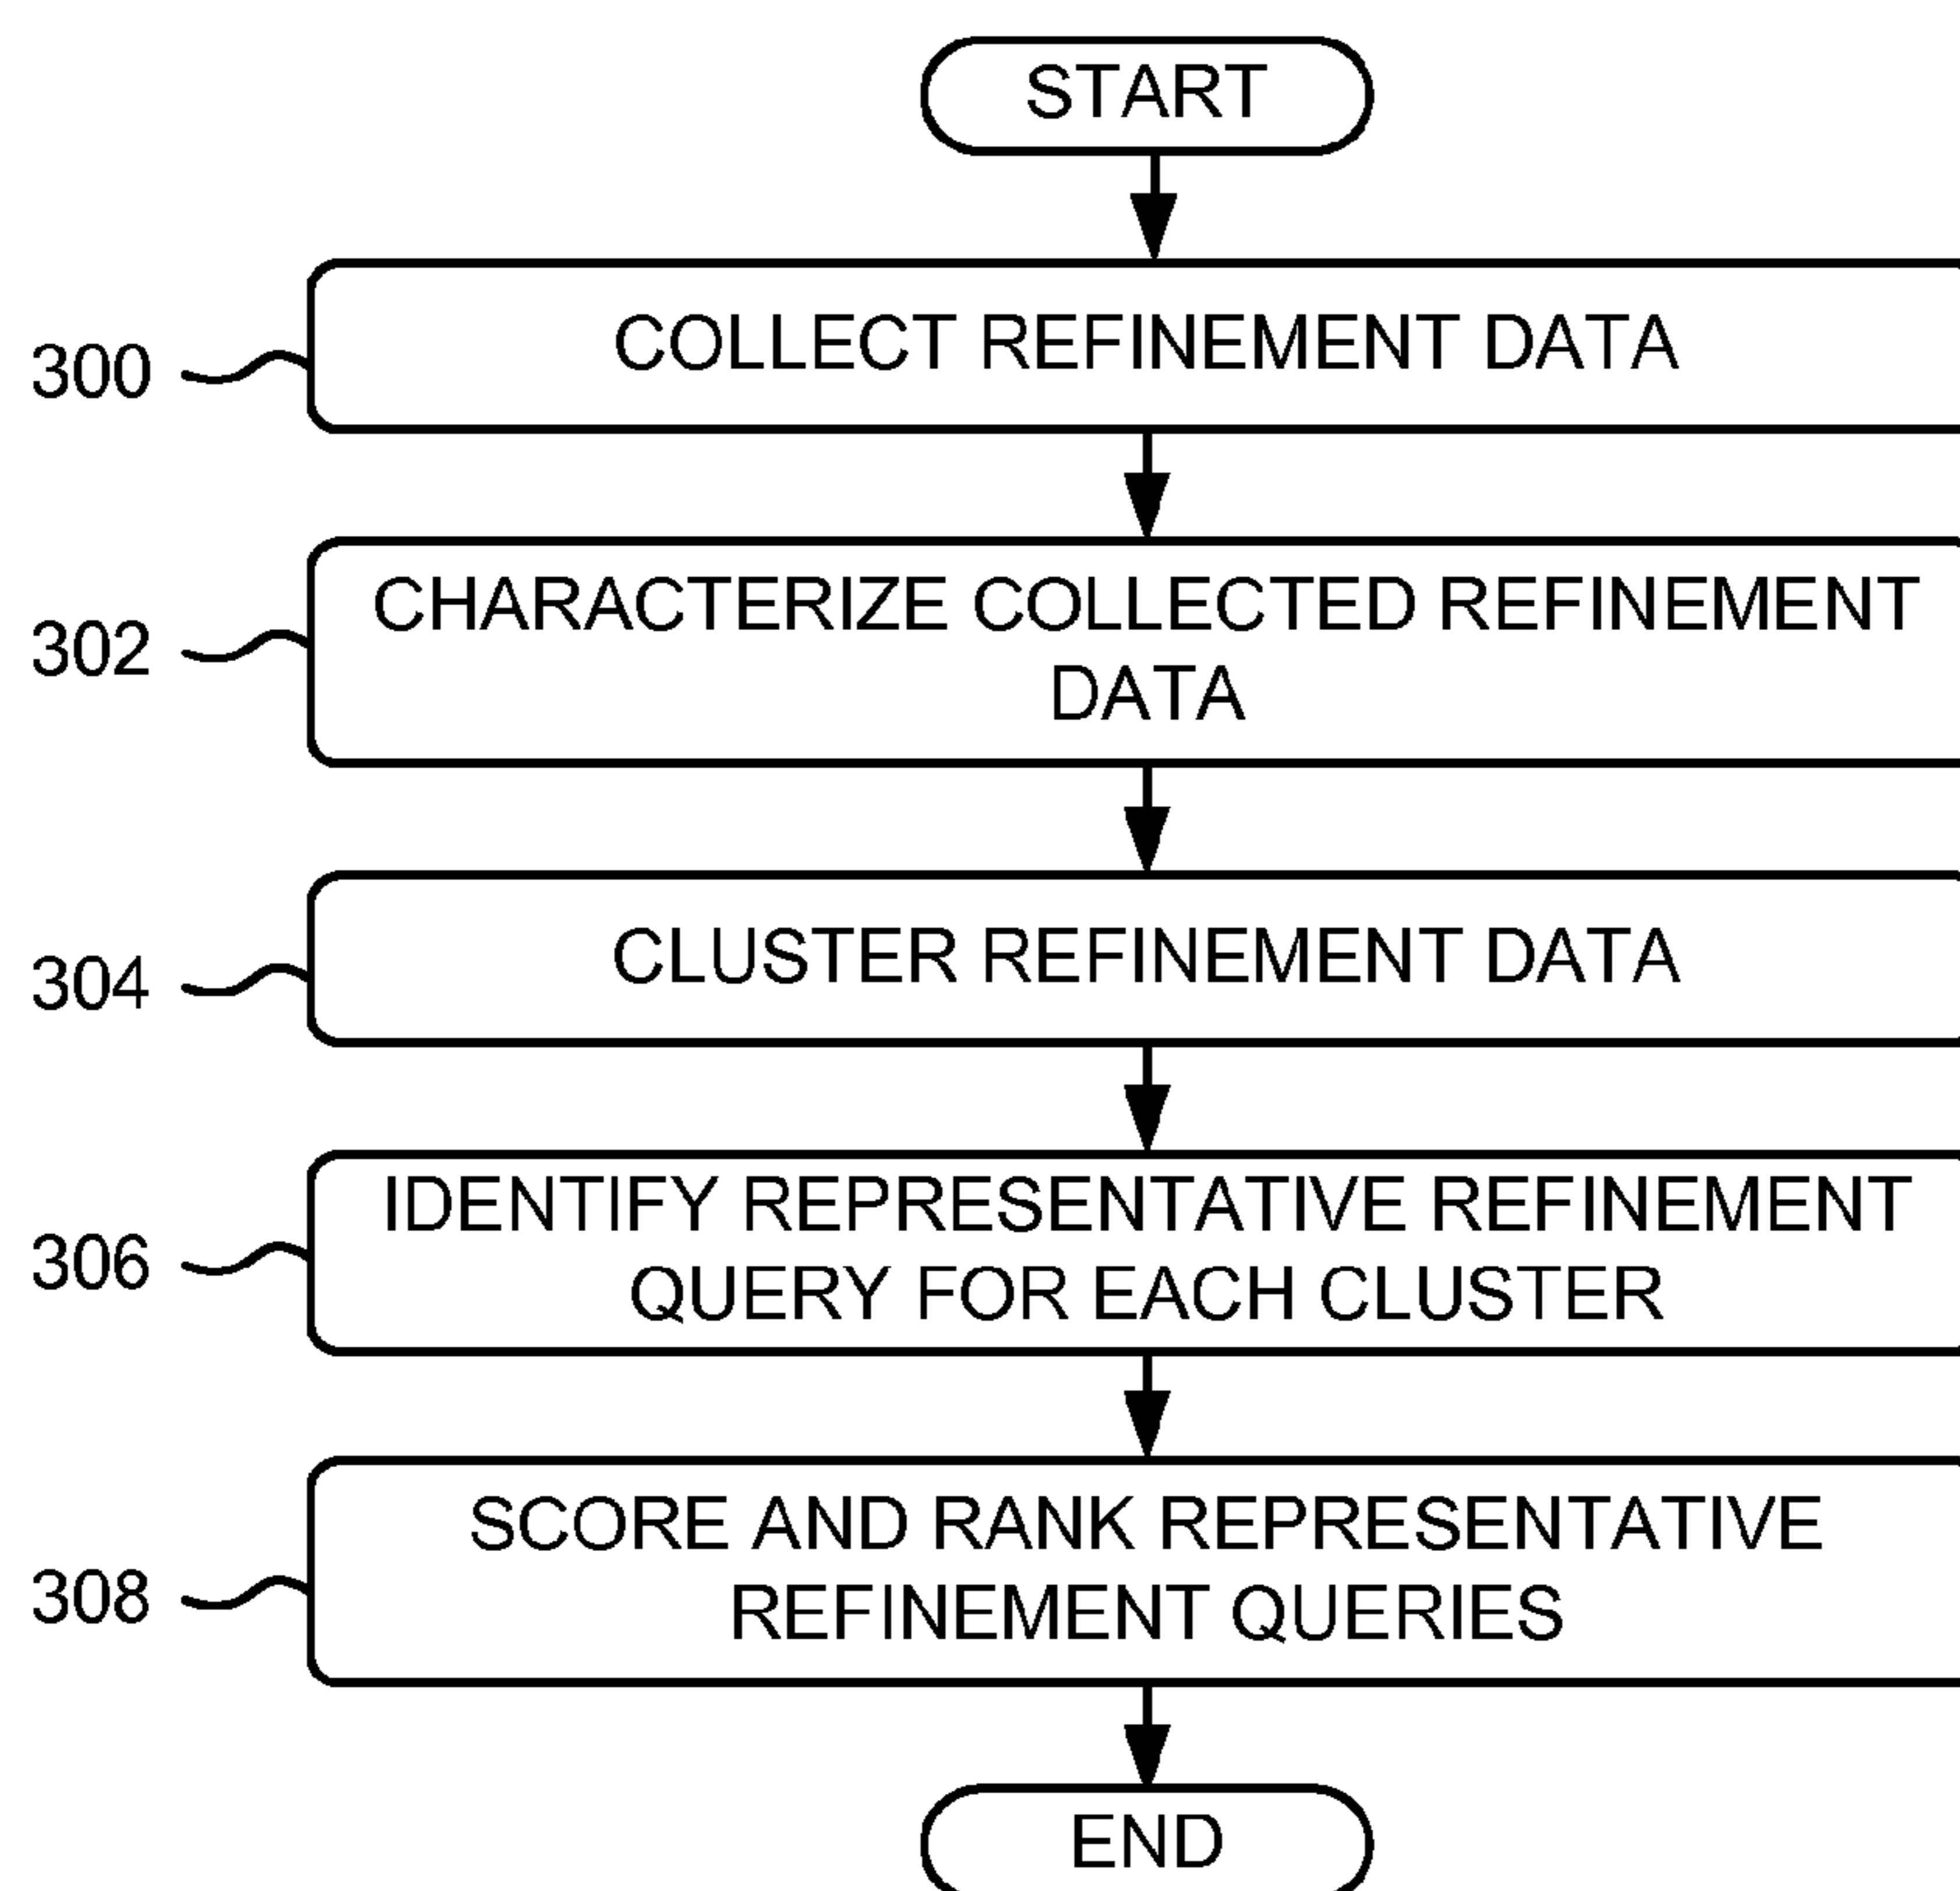 START
COLLECT REFINEMENT DATA
300
CHARACTERIZE COLLECTED REFINEMENT
DATA
302
CLUSTER REFINEMENT DATA
304
IDENTIFY REPRESENTATIVE REFINEMENT
QUERY FOR EACH CLUSTER
306
SCORE AND RANK REPRESENTATIVE
REFINEMENT QUERIES
308
END